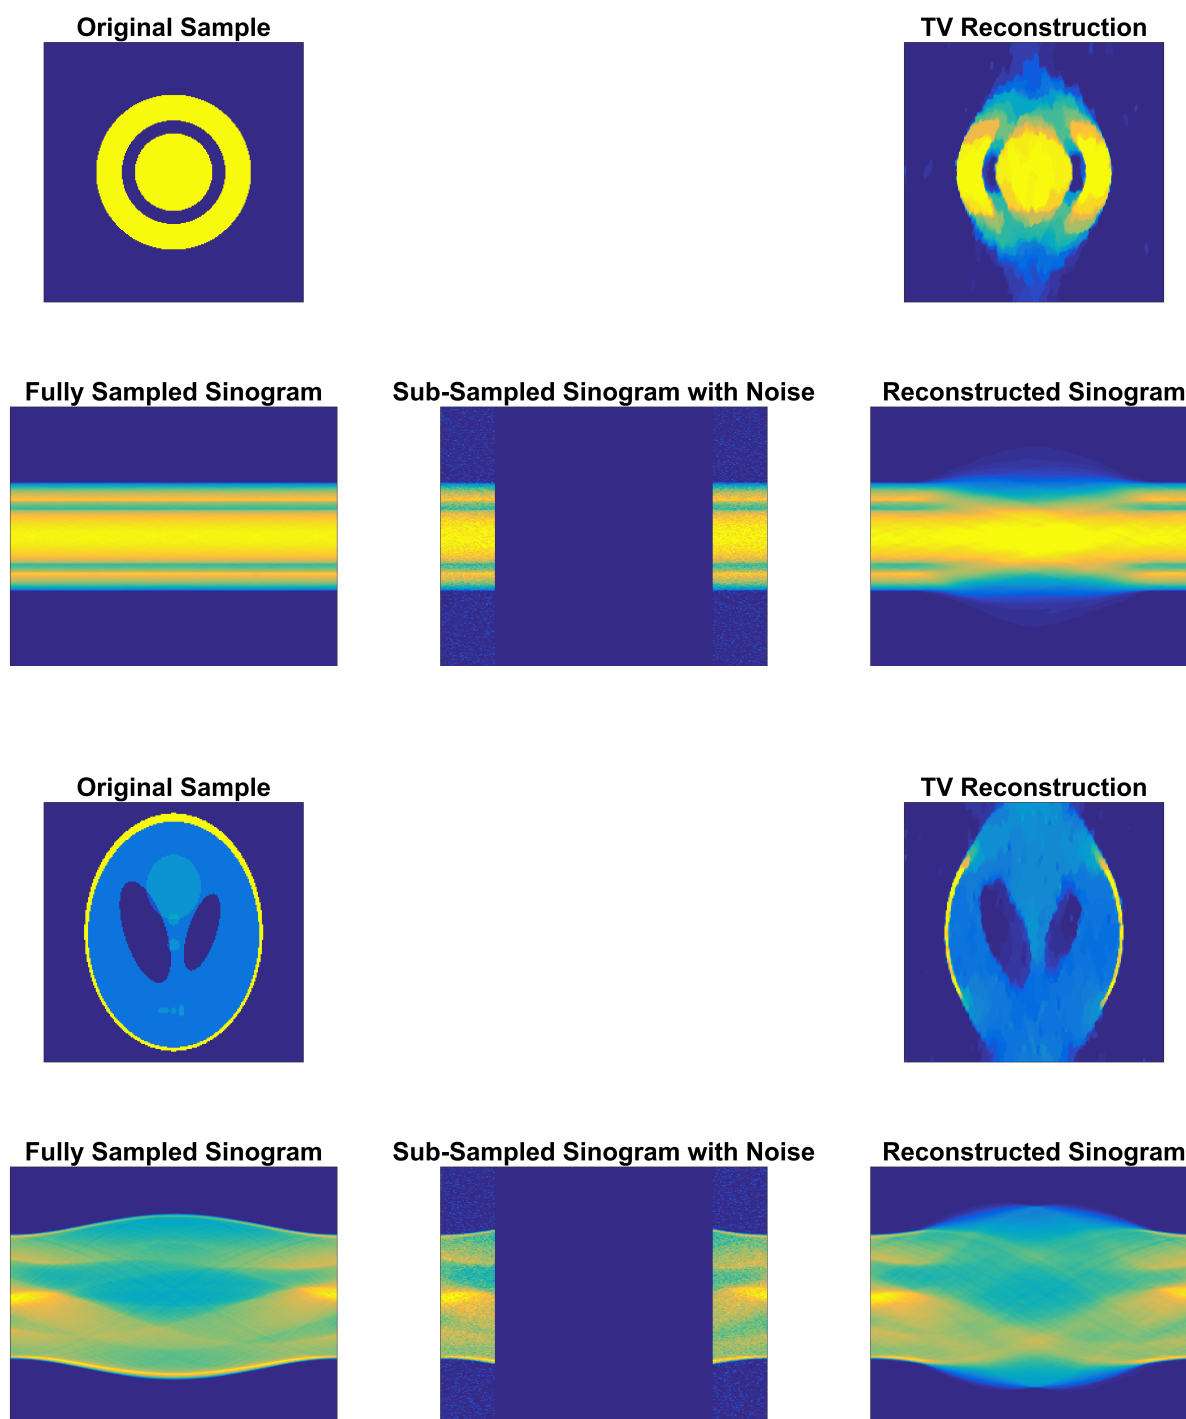 Original Sample
TV Reconstruction
Fully Sampled Sinogram
Sub-Sampled Sinogram with Noise
Reconstructed Sinogram
Original Sample
TV Reconstruction
Fully Sampled Sinogram
Sub-Sampled Sinogram with Noise
Reconstructed Sinogram